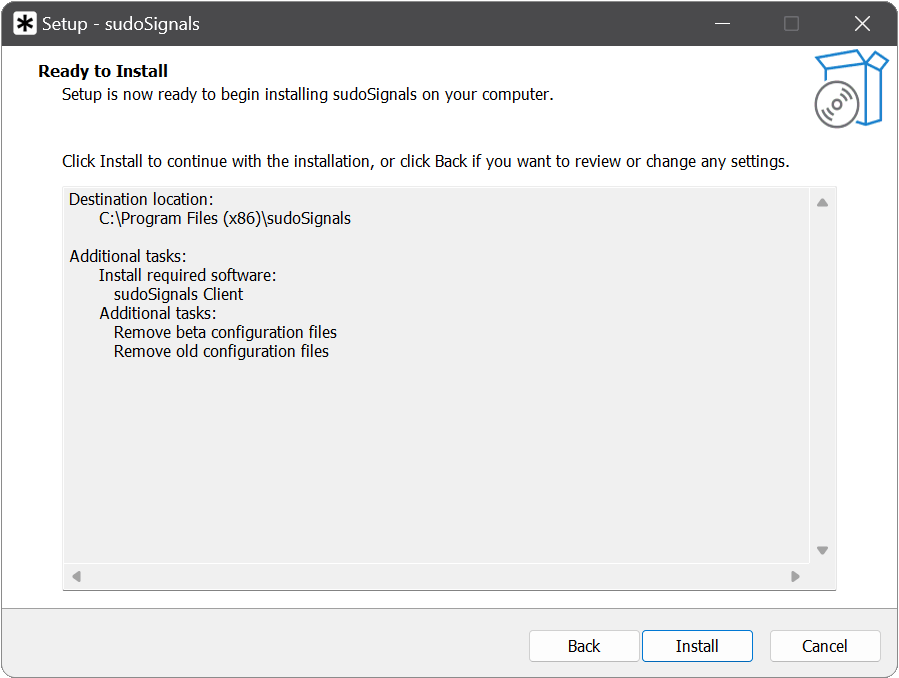 Setup - sudoSignals
Ready to Install
Setup is now ready to begin installing sudoSignals on your computer.
Click Install to continue with the installation, or click Back if you want to review or change any settings.
Destination location:
C:\Program Files (x86)\sudoSignals
Additional tasks:
Install required software:
sudoSignals Client
Additional tasks:
Remove beta configuration files
Remove old configuration files
Back Install Cancel